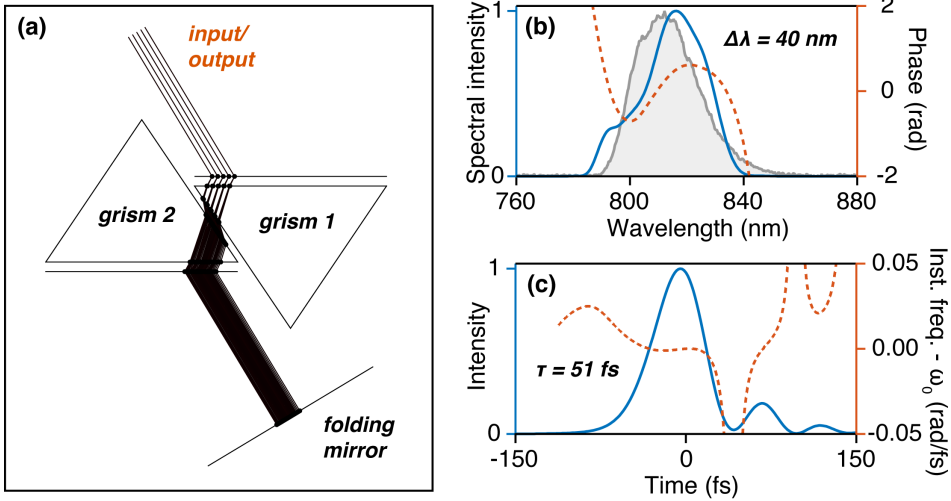 (a)
input/
output
grism 2
grism 1
folding
mirror
(b)
Δλ = 40 nm
Spectral intensity
1
0
2
0
-2
Phase (rad)
760
800
840
880
Wavelength (nm)
(c)
τ = 51 fs
Intensity
1
0
0.05
0.00
-0.05
Inst. freq. - ω₀ (rad/fs)
-150
0
150
Time (fs)